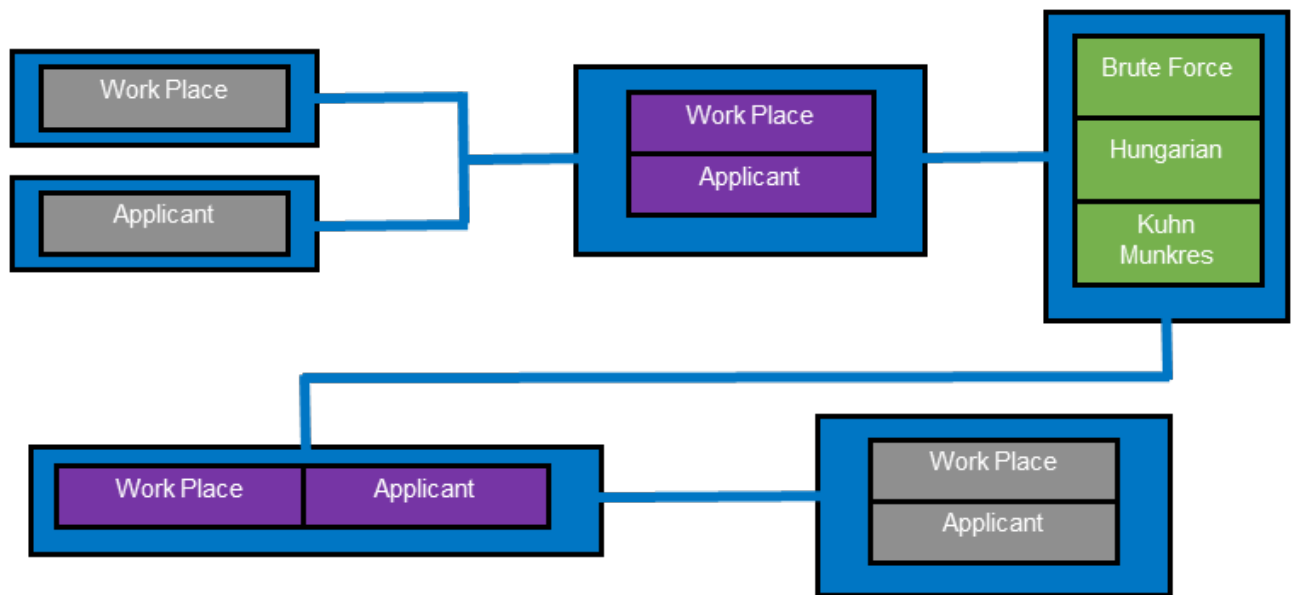 Work Place
Applicant
Work Place
Applicant
Brute Force
Hungarian
Kuhn
Munkres
Work Place
Applicant
Work Place
Applicant